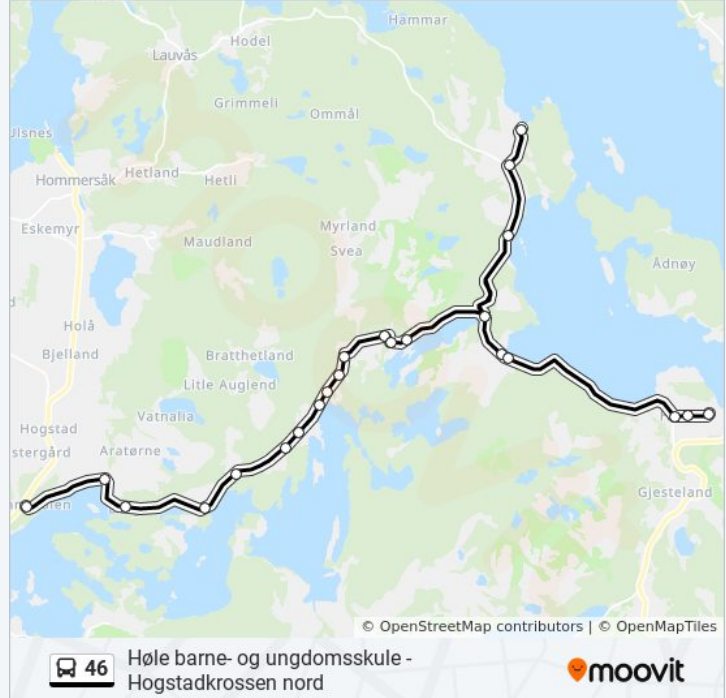 Hammar
Hodel
Lauvås
Grimmeli
Ommål
Ulsnes
Hetland
Hommersåk
Hetli
Eskemyr
Myrland
Svea
Maudland
Ådnøy
Holå
Bjelland
Bratthetland
Litle Auglend
Vatnalia
Hogstad
stergård
Aratørne
Gjesteland
© OpenStreetMap contributors | © OpenMapTiles
46
Høle barne- og ungdomsskule -
Hogstadkrossen nord
moovit